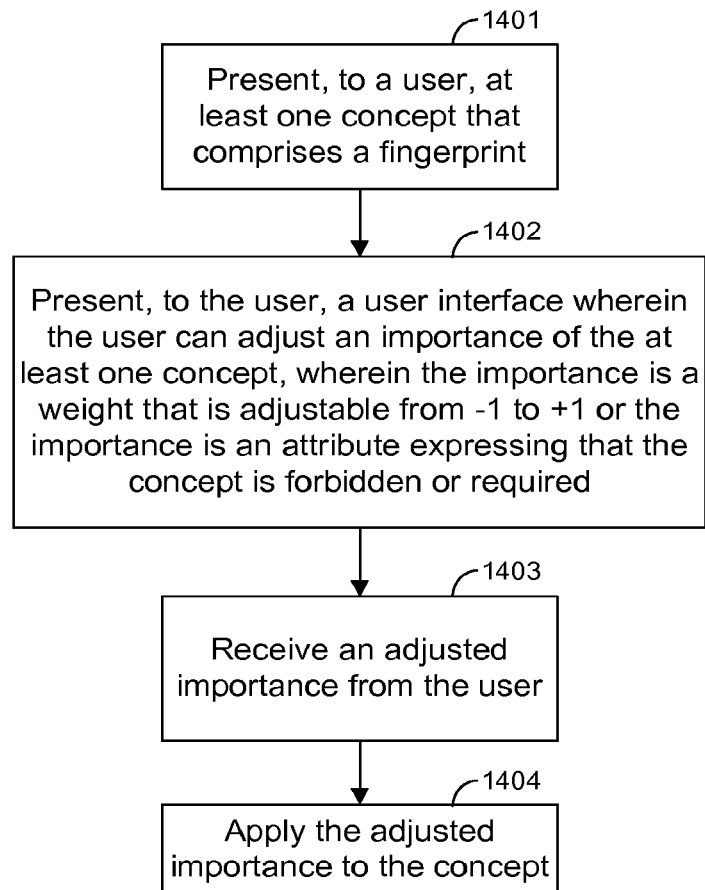 1401
Present, to a user, at
least one concept that
comprises a fingerprint
1402
Present, to the user, a user interface wherein
the user can adjust an importance of the at
least one concept, wherein the importance is a
weight that is adjustable from -1 to +1 or the
importance is an attribute expressing that the
concept is forbidden or required
1403
Receive an adjusted
importance from the user
1404
Apply the adjusted
importance to the concept